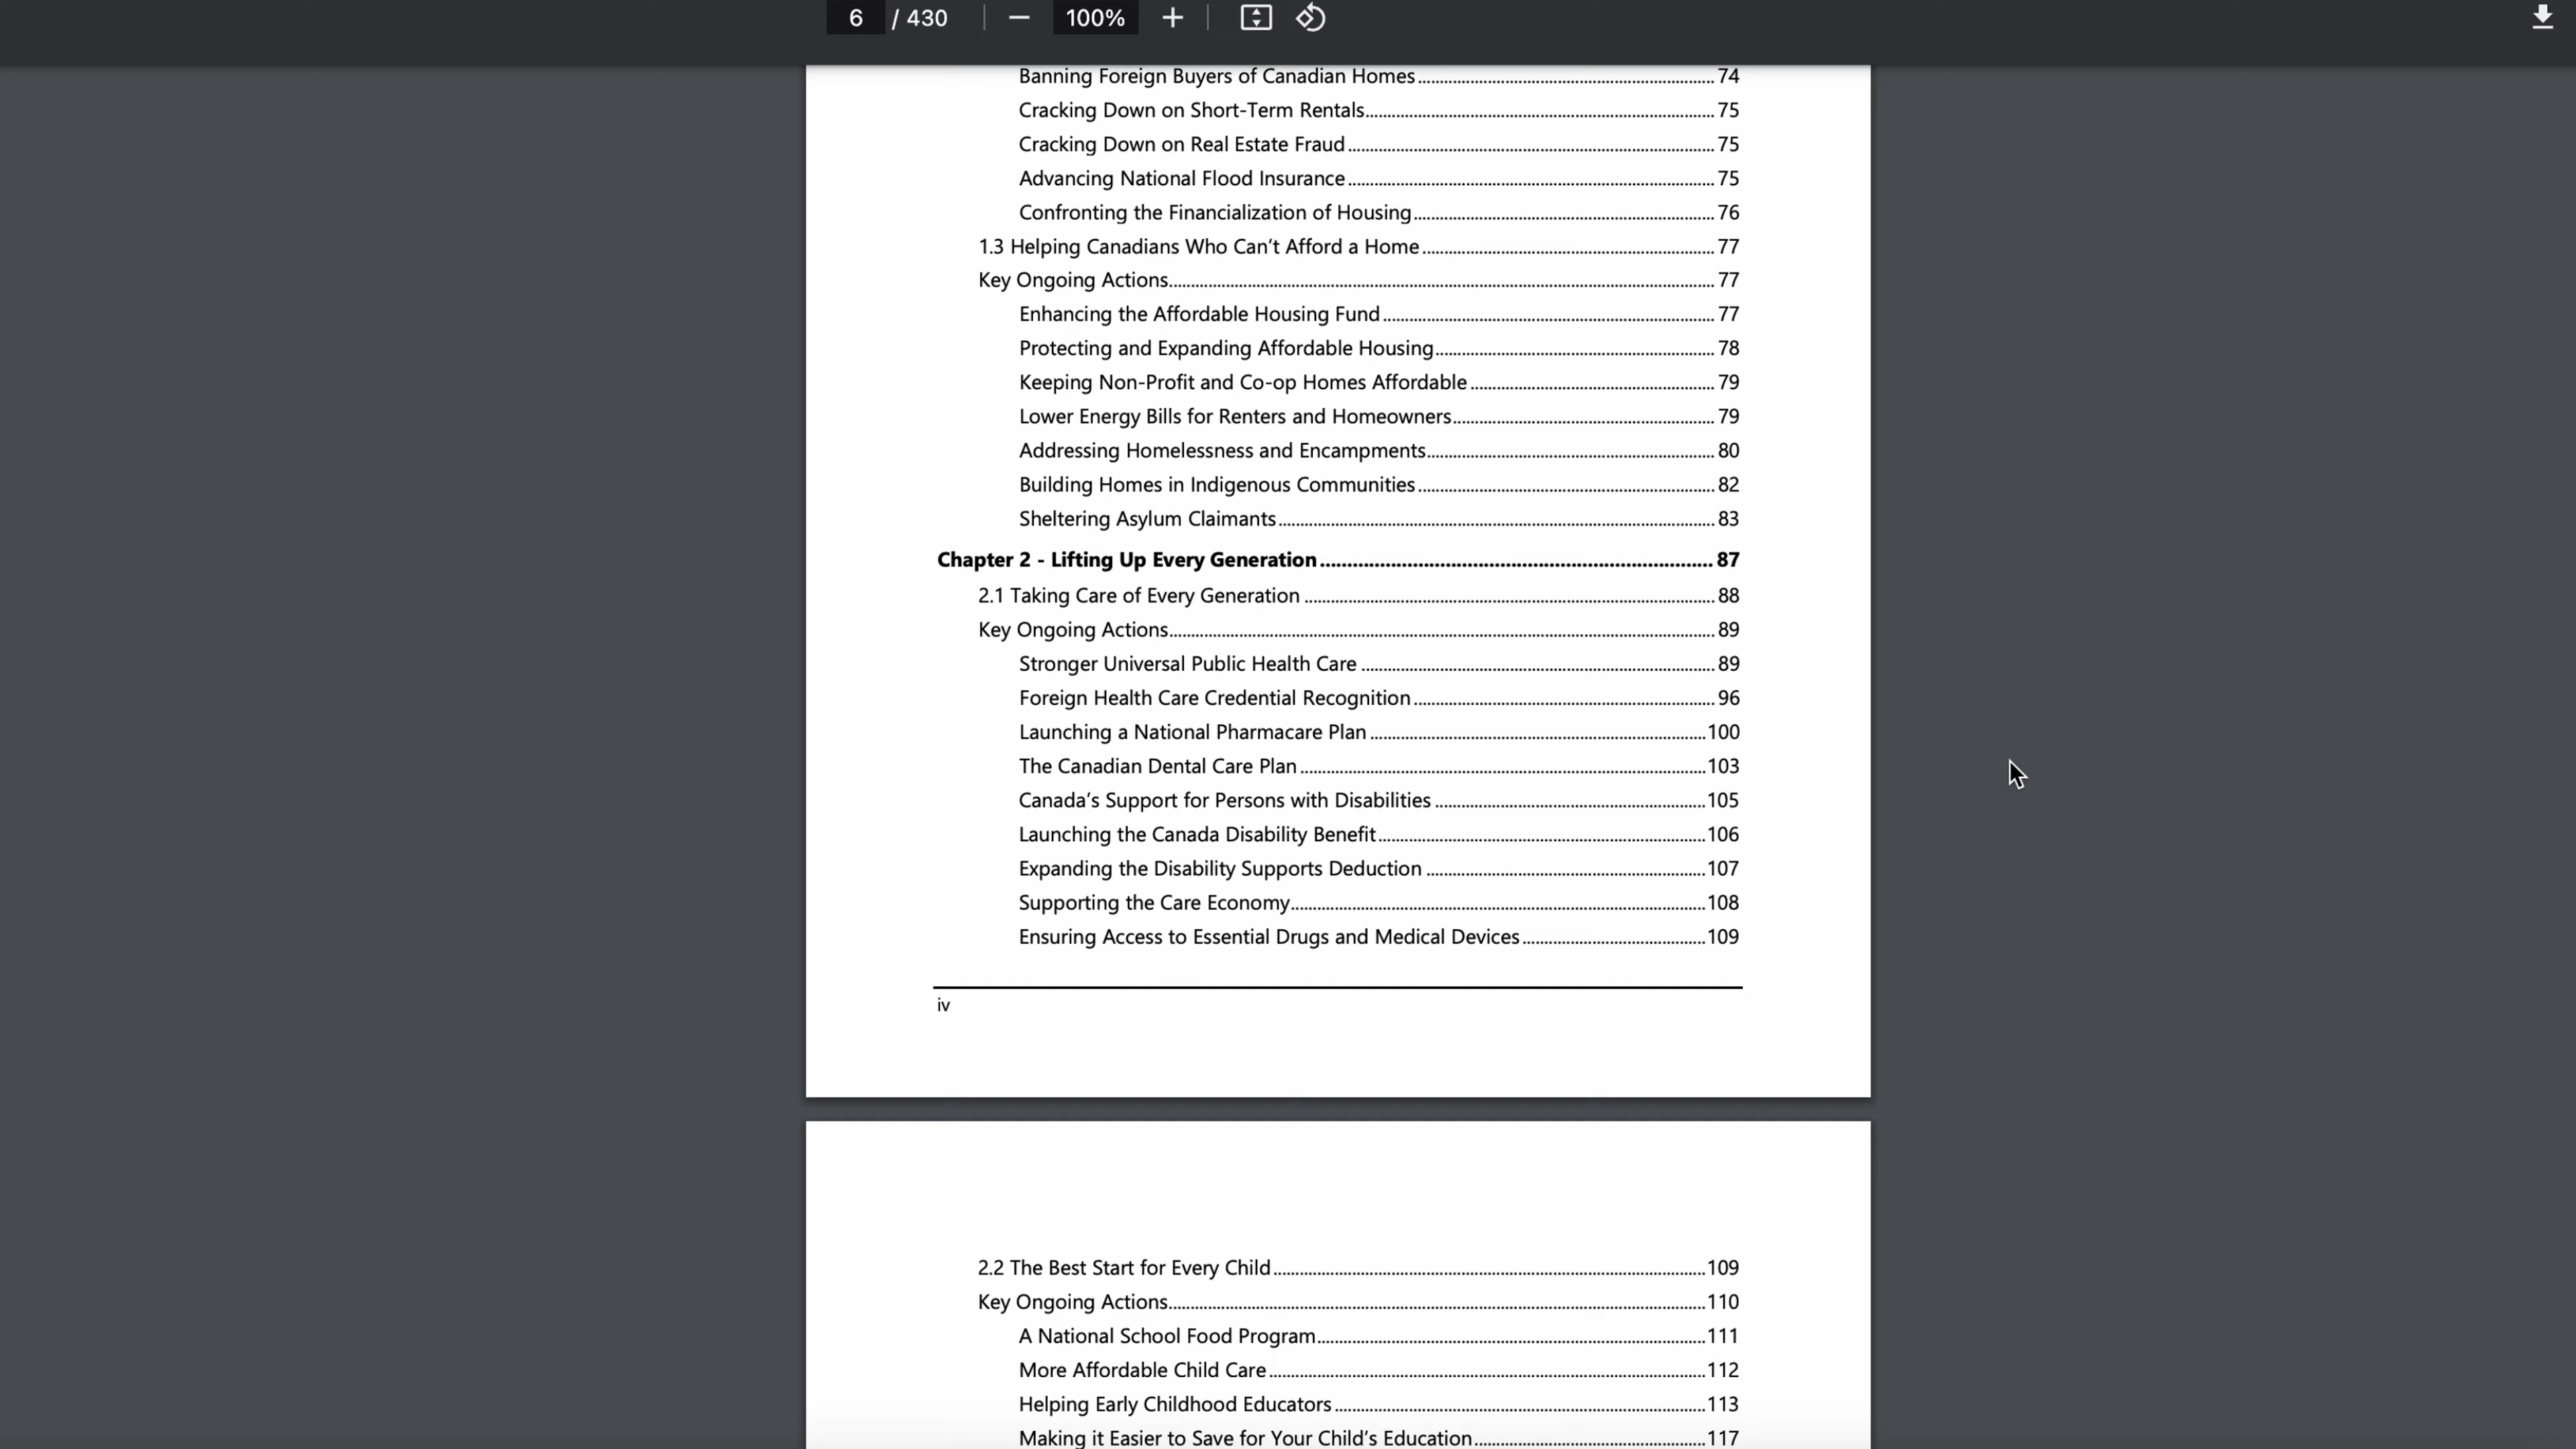 6 / 430 100%
Banning Foreign Buyers of Canadian Homes 74
Cracking Down on Short-Term Rentals 75
Cracking Down on Real Estate Fraud 75
Advancing National Flood Insurance 75
Confronting the Financialization of Housing 76
1.3 Helping Canadians Who Can't Afford a Home 77
Key Ongoing Actions 77
Enhancing the Affordable Housing Fund 77
Protecting and Expanding Affordable Housing 78
Keeping Non-Profit and Co-op Homes Affordable 79
Lower Energy Bills for Renters and Homeowners 79
Addressing Homelessness and Encampments 80
Building Homes in Indigenous Communities 82
Sheltering Asylum Claimants 83
Chapter 2 - Lifting Up Every Generation 87
2.1 Taking Care of Every Generation 88
Key Ongoing Actions 89
Stronger Universal Public Health Care 89
Foreign Health Care Credential Recognition 96
Launching a National Pharmacare Plan 100
The Canadian Dental Care Plan 103
Canada's Support for Persons with Disabilities 105
Launching the Canada Disability Benefit 106
Expanding the Disability Supports Deduction 107
Supporting the Care Economy 108
Ensuring Access to Essential Drugs and Medical Devices 109
iv
2.2 The Best Start for Every Child 109
Key Ongoing Actions 110
A National School Food Program 111
More Affordable Child Care 112
Helping Early Childhood Educators 113
Making it Easier to Save for Your Child's Education 117